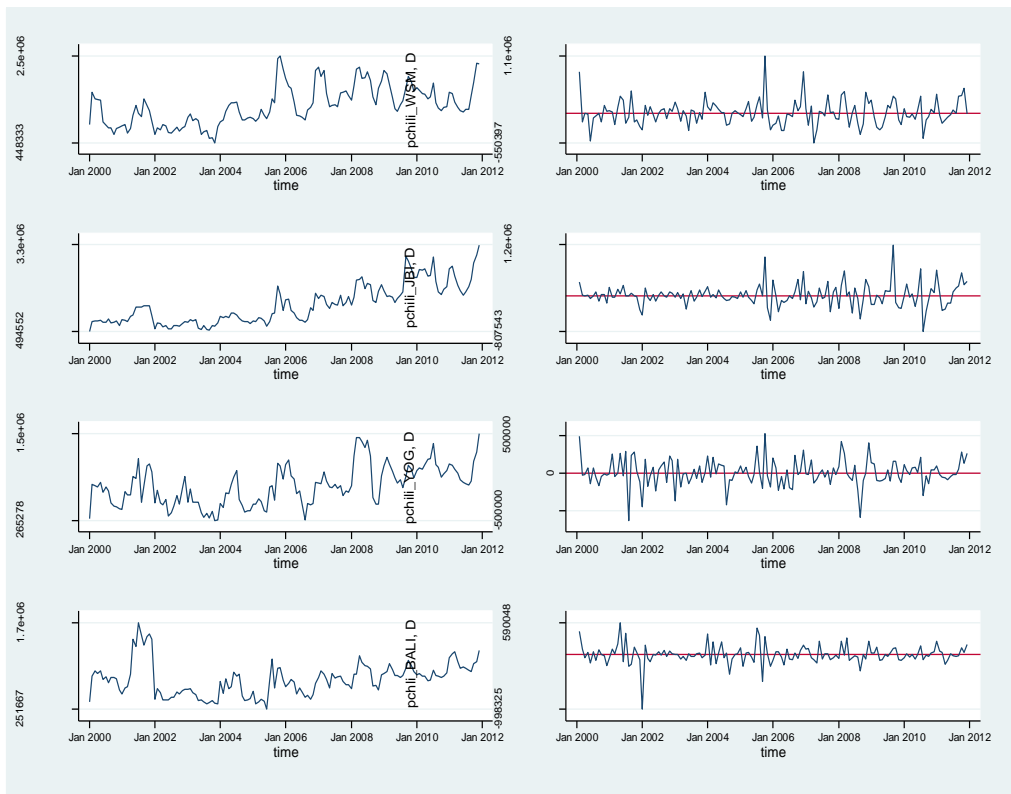 2.5e+06
448333
Jan 2000 Jan 2002 Jan 2004 Jan 2006 Jan 2008 Jan 2010 Jan 2012
time
pchili_WSM, D
1.1e+06
-550397
Jan 2000 Jan 2002 Jan 2004 Jan 2006 Jan 2008 Jan 2010 Jan 2012
time
3.3e+06
494552
Jan 2000 Jan 2002 Jan 2004 Jan 2006 Jan 2008 Jan 2010 Jan 2012
time
pchili_JBI, D
1.2e+06
-807543
Jan 2000 Jan 2002 Jan 2004 Jan 2006 Jan 2008 Jan 2010 Jan 2012
time
1.5e+06
265278
Jan 2000 Jan 2002 Jan 2004 Jan 2006 Jan 2008 Jan 2010 Jan 2012
time
pchili_YOG, D
500000
0
-500000
Jan 2000 Jan 2002 Jan 2004 Jan 2006 Jan 2008 Jan 2010 Jan 2012
time
1.7e+06
251667
Jan 2000 Jan 2002 Jan 2004 Jan 2006 Jan 2008 Jan 2010 Jan 2012
time
pchli_BALI, D
590048
-998325
Jan 2000 Jan 2002 Jan 2004 Jan 2006 Jan 2008 Jan 2010 Jan 2012
time